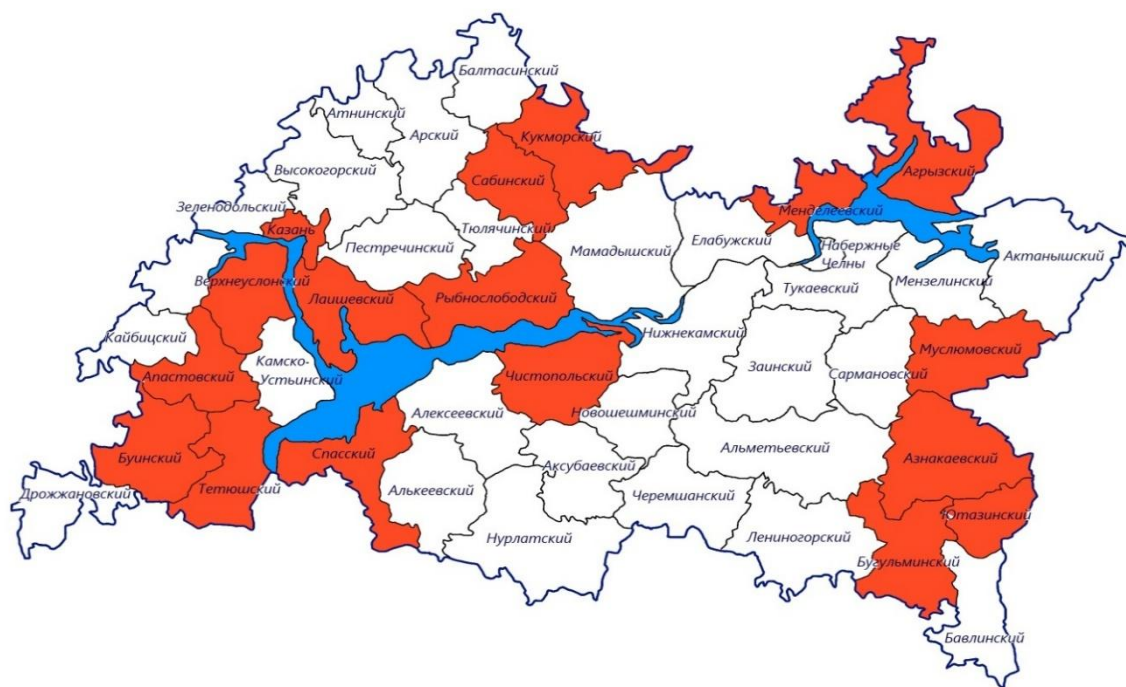 Балтасинский
Атнинский
Арский
Кукморский
Высокогорский
Сабинский
Агрызский
Зеленодольский
Казань
Тюлячинский
Менделеевский
Пестречинский
Мамадышский
Елабужский
Набержные
Челны
Актанышский
Верхнеуслонский
Лаишевский
Рыбнослободский
Мензелинский
Тукаевский
Кайбицский
Нижнекамский
Камско-
Устьинский
Апастовский
Чистопольский
Заинский
Сармановский
Муслюмовский
Алексеевский
Новошешминский
Буинский
Спасский
Альметьевский
Азнакаевский
Аксубаевский
Дрожжановский
Тетюшский
Алькеевский
Черемшанский
Ютазинский
Нурлатский
Лениногорский
Бугульминский
Бавлинский